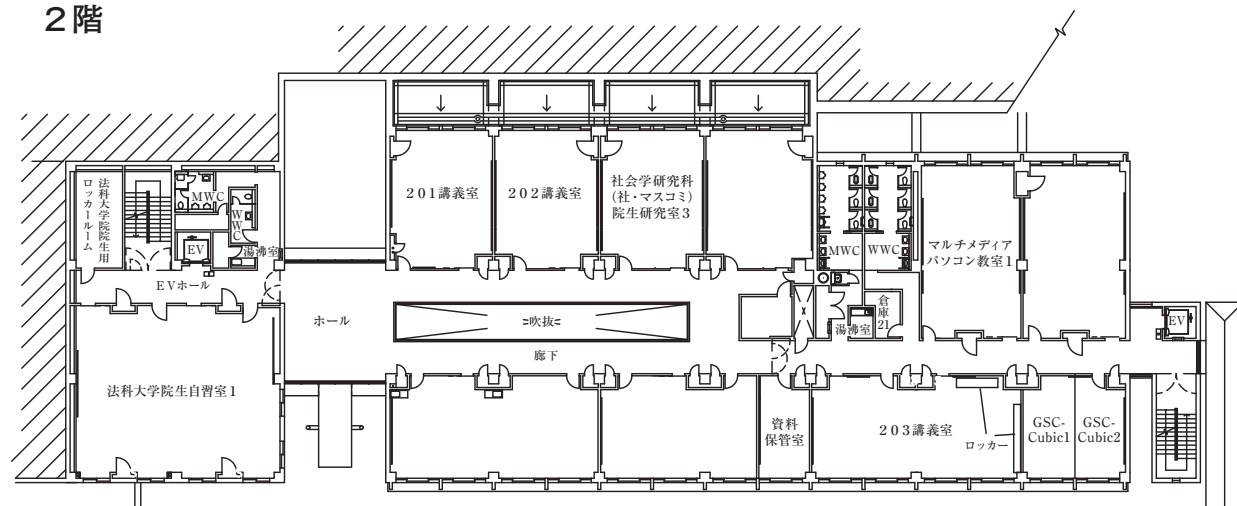 2階
法科大学院院生用
ロッカールーム
MWC
WWC
EV
湯沸室
EVホール
法科大学院生自習室1
ホール
201講義室
202講義室
社会学研究科
(社・マスコミ)
院生研究室3
=吹抜=
廊下
MWC
WWC
湯沸室
倉庫
21
マルチメディア
パソコン教室1
EV
資料
保管室
203講義室
ロッカー
GSC-
Cubic1
GSC-
Cubic2